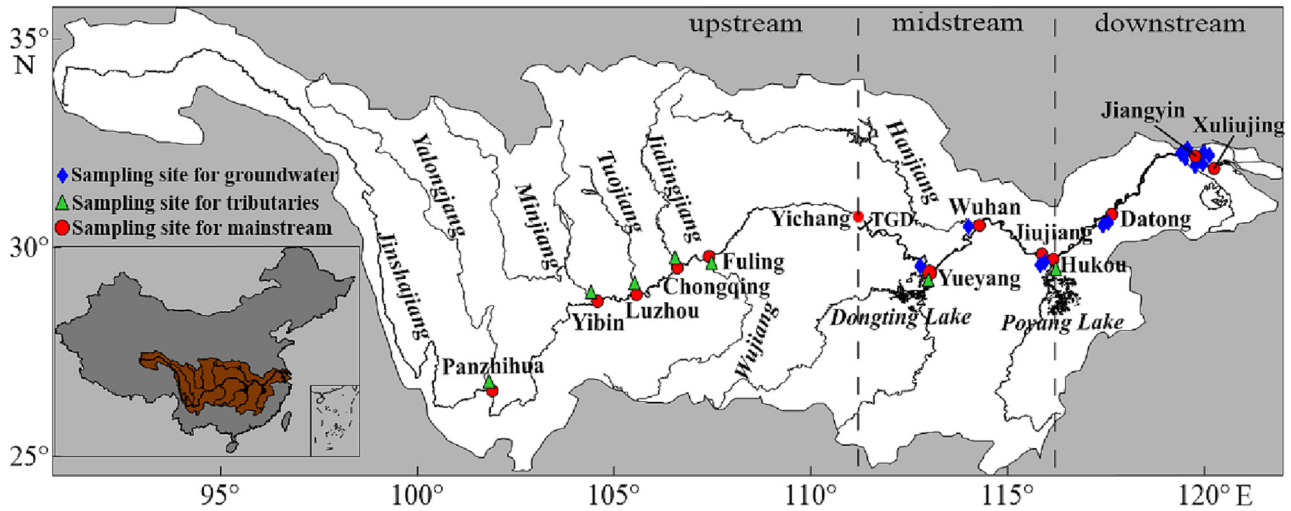 upstream midstream downstream
35°
N
30°
25°
95° 100° 105° 110° 115° 120° E
Sampling site for groundwater
Sampling site for tributaries
Sampling site for mainstream
Jinshajiang
Yalongjang
Minjiang
Tuojiang
Jialingjiang
Hanjiang
Wujiang
Panzhihua
Yibin
Luzhou
Chongqing
Fuling
Yichang
TGD
Yueyang
Dongting Lake
Wuhan
Jiujiang
Hukou
Poyang Lake
Datong
Jiangyin
Xuliujing